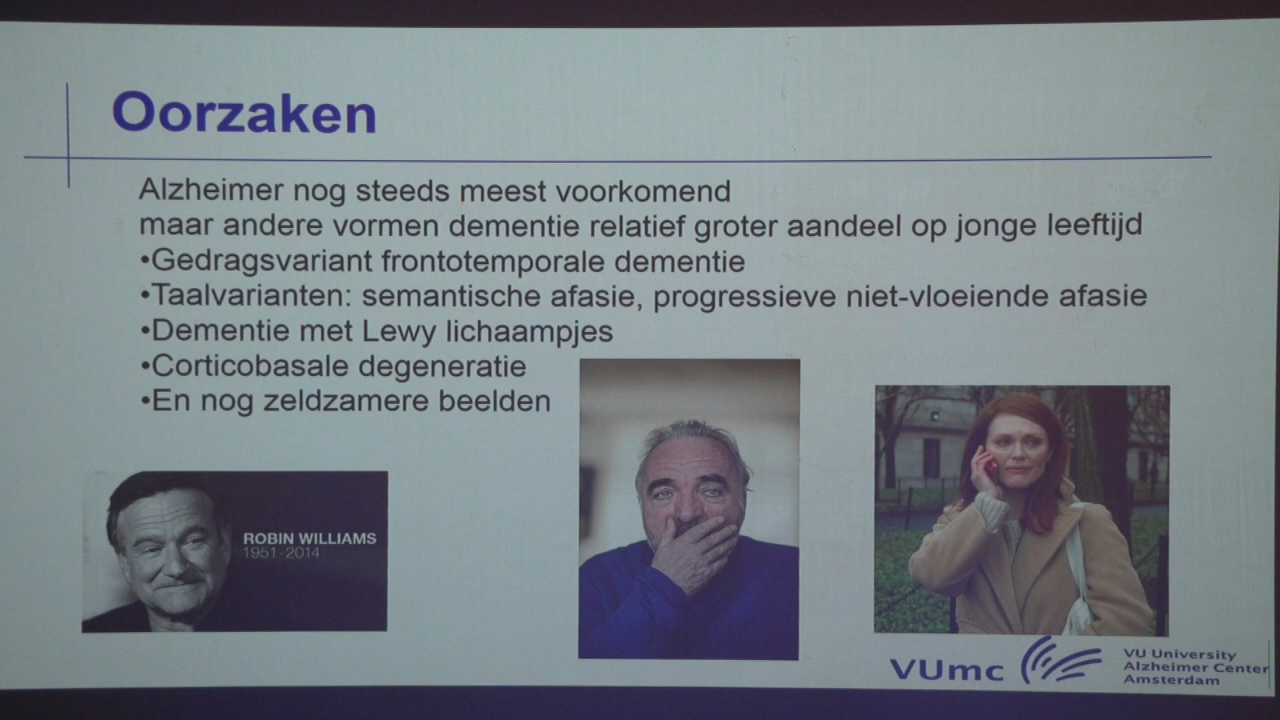 Oorzaken
Alzheimer nog steeds meest voorkomend
maar andere vormen dementie relatief groter aandeel op jonge leeftijd
•Gedragsvariant frontotemporale dementie
•Taalvarianten: semantische afasie, progressieve niet-vloeiende afasie
•Dementie met Lewy lichaampjes
•Corticobasale degeneratie
•En nog zeldzamere beelden
ROBIN WILLIAMS
1951-2014
VUmc
VU University
Alzheimer Center
Amsterdam